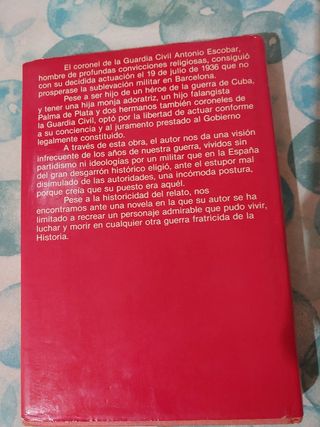 El coronel de la Guardia Civil Antonio Escobar,
hombre de profundas convicciones religiosas, consiguió
con su decidida actuación el 19 de julio de 1936 que no
prosperase la sublevación militar en Barcelona.
Pese a ser hijo de un héroe de la guerra de Cuba,
y tener una hija monja adoratriz, un hijo falangista
Palma de Plata y dos hermanos también coroneles de
la Guardia Civil, optó por la libertad de actuar conforme
a su conciencia y al juramento prestado al Gobierno
legalmente constituido.
A través de esta obra, el autor nos da una visión
infrecuente de los años de nuestra guerra, vividos sin
partidismo ni ideologías por un militar que en la España
del gran desgarrón histórico eligió, ante el estupor mal
disimulado de las autoridades, una incómoda postura,
porque creía que su puesto era aquél.
Pese a la historicidad del relato, nos
encontramos ante una novela en la que su autor se ha
limitado a recrear un personaje admirable que pudo vivir,
luchar y morir en cualquier otra guerra fratricida de la
Historia.